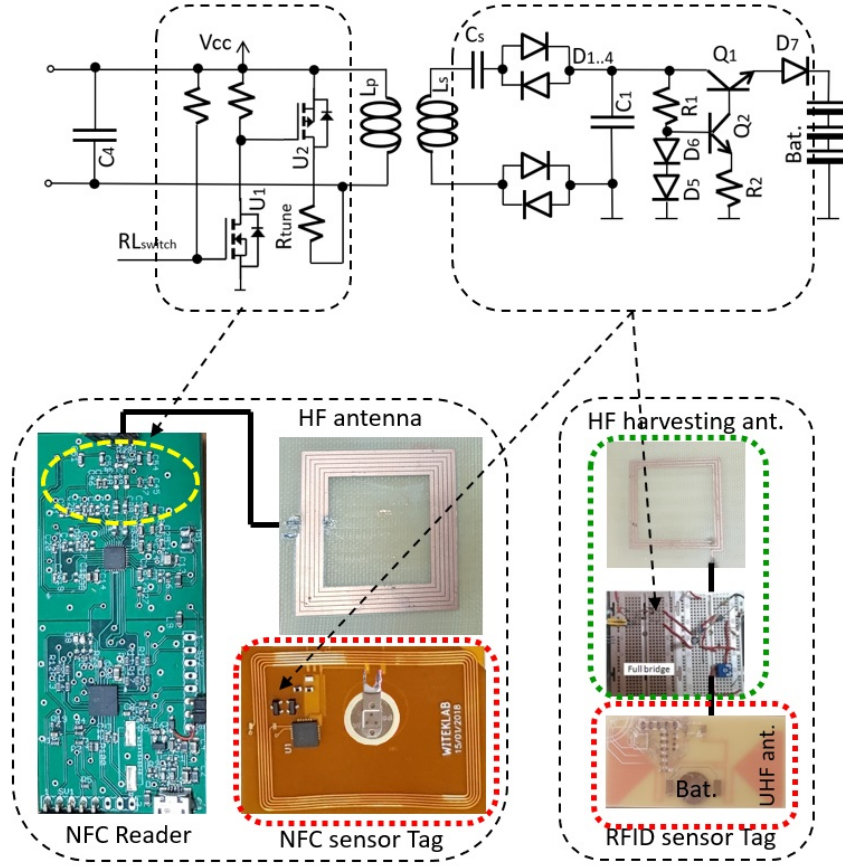 Vcc
C4
U1
U2
Rtune
RLswitch
Lp
Ls
Cs
D1..4
C1
R1
D6
D5
Q1
Q2
R2
D7
Bat.
HF antenna
HF harvesting ant.
Full bridge
U1
WITEKLAB
15/01/2018
SV1
Bat.
UHF ant.
NFC Reader
NFC sensor Tag
RFID sensor Tag